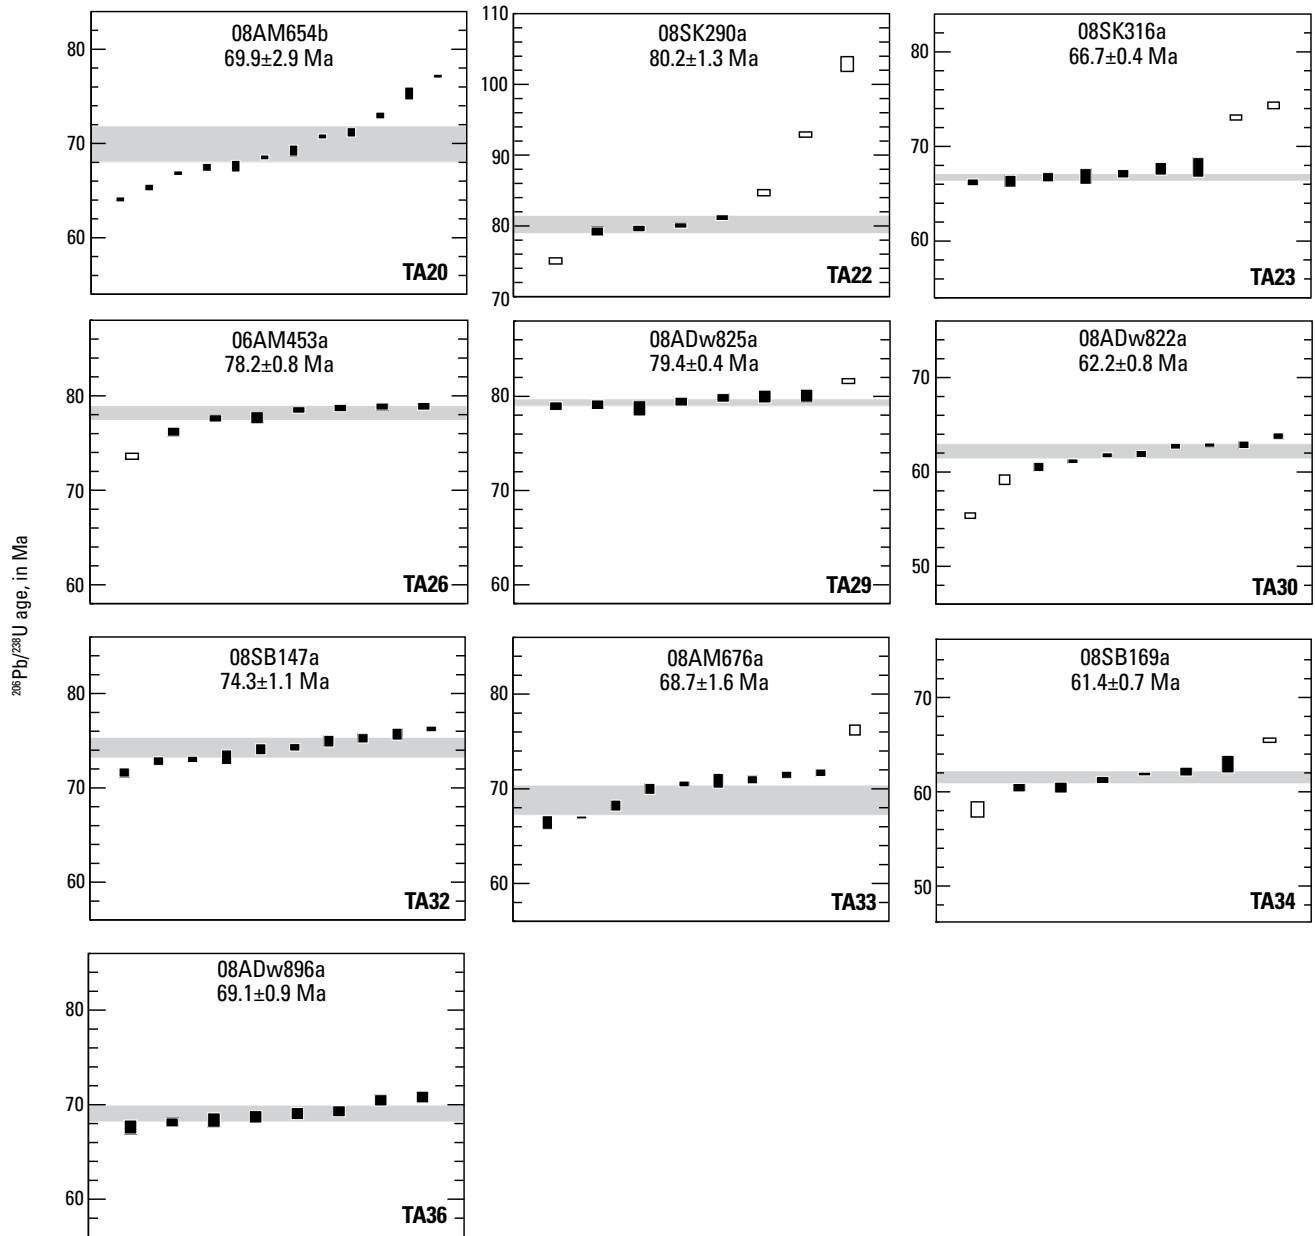 08AM654b
69.9±2.9 Ma
80
70
60
TA20
08SK290a
80.2±1.3 Ma
110
100
90
80
70
TA22
08SK316a
66.7±0.4 Ma
80
70
60
TA23
06AM453a
78.2±0.8 Ma
80
70
60
TA26
08ADw825a
79.4±0.4 Ma
80
70
60
TA29
08ADw822a
62.2±0.8 Ma
70
60
50
TA30
206Pb/238U age, in Ma
08SB147a
74.3±1.1 Ma
80
70
60
TA32
08AM676a
68.7±1.6 Ma
80
70
60
TA33
08SB169a
61.4±0.7 Ma
70
60
50
TA34
08ADw896a
69.1±0.9 Ma
80
70
60
TA36